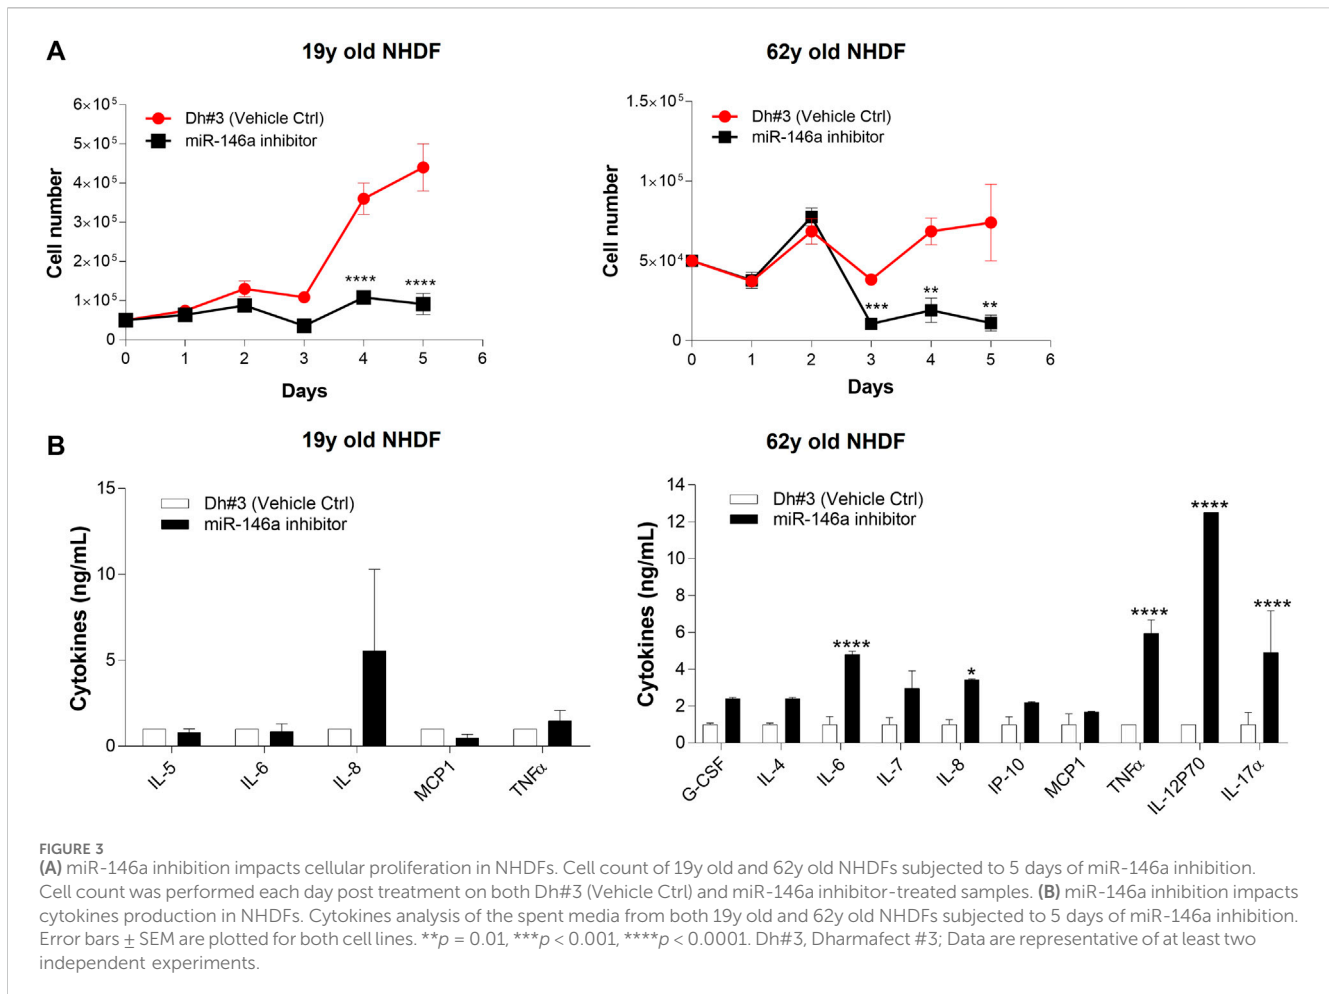 A
19y old NHDF
62y old NHDF
6×10⁵
5×10⁵
4×10⁵
3×10⁵
2×10⁵
1×10⁵
0
Cell number
Dh#3 (Vehicle Ctrl)
miR-146a inhibitor
****
****
0 1 2 3 4 5 6
Days
1.5×10⁵
1×10⁵
5×10⁴
0
Cell number
Dh#3 (Vehicle Ctrl)
miR-146a inhibitor
***
**
**
0 1 2 3 4 5 6
Days
B
19y old NHDF
62y old NHDF
15
10
5
0
Cytokines (ng/mL)
Dh#3 (Vehicle Ctrl)
miR-146a inhibitor
IL-5 IL-6 IL-8 MCP1 TNFα
14
12
10
8
6
4
2
0
Cytokines (ng/mL)
Dh#3 (Vehicle Ctrl)
miR-146a inhibitor
****
*
****
****
****
G-CSF IL-4 IL-6 IL-7 IL-8 IP-10 MCP1 TNFα IL-12P70 IL-17α
FIGURE 3
(A) miR-146a inhibition impacts cellular proliferation in NHDFs. Cell count of 19y old and 62y old NHDFs subjected to 5 days of miR-146a inhibition.
Cell count was performed each day post treatment on both Dh#3 (Vehicle Ctrl) and miR-146a inhibitor-treated samples. (B) miR-146a inhibition impacts
cytokines production in NHDFs. Cytokines analysis of the spent media from both 19y old and 62y old NHDFs subjected to 5 days of miR-146a inhibition.
Error bars ± SEM are plotted for both cell lines. **p = 0.01, ***p < 0.001, ****p < 0.0001. Dh#3, Dharmafect #3; Data are representative of at least two
independent experiments.